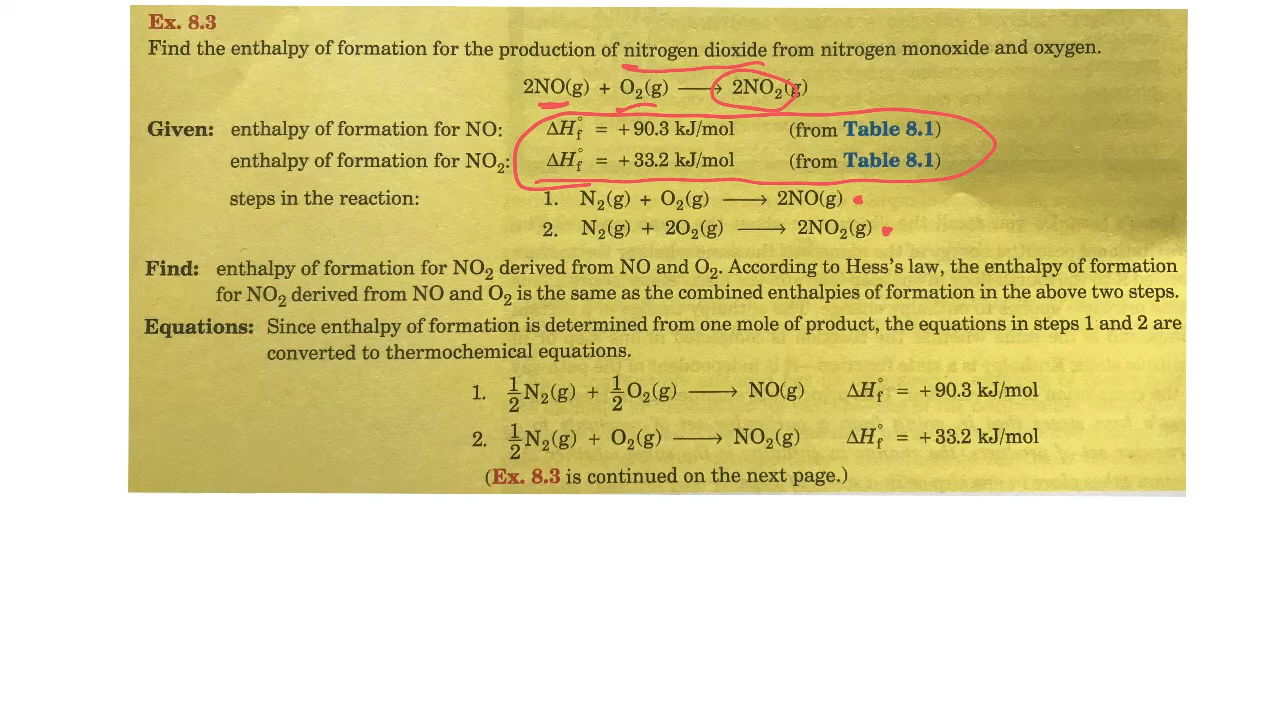 Ex. 8.3
Find the enthalpy of formation for the production of nitrogen dioxide from nitrogen monoxide and oxygen.
2NO(g) + O₂(g) ⟶ 2NO₂(g)
Given: enthalpy of formation for NO: ΔH°f = +90.3 kJ/mol (from Table 8.1)
enthalpy of formation for NO₂: ΔH°f = +33.2 kJ/mol (from Table 8.1)
steps in the reaction: 1. N₂(g) + O₂(g) ⟶ 2NO(g)
2. N₂(g) + 2O₂(g) ⟶ 2NO₂(g)
Find: enthalpy of formation for NO₂ derived from NO and O₂. According to Hess's law, the enthalpy of formation
for NO₂ derived from NO and O₂ is the same as the combined enthalpies of formation in the above two steps.
Equations: Since enthalpy of formation is determined from one mole of product, the equations in steps 1 and 2 are
converted to thermochemical equations.
1. ½N₂(g) + ½O₂(g) ⟶ NO(g) ΔH°f = +90.3 kJ/mol
2. ½N₂(g) + O₂(g) ⟶ NO₂(g) ΔH°f = +33.2 kJ/mol
(Ex. 8.3 is continued on the next page.)